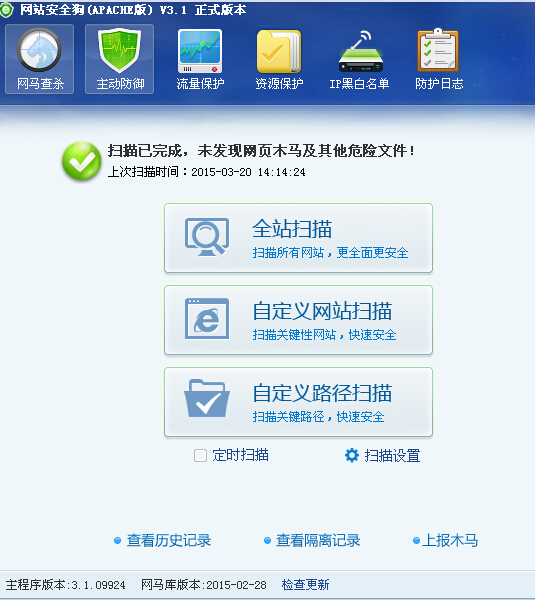 网站安全狗(APACHE版) V3.1 正式版本
网马查杀 主动防御 流量保护 资源保护 IP黑白名单 防护日志
扫描已完成，未发现网页木马及其他危险文件！
上次扫描时间：2015-03-20 14:14:24
全站扫描
扫描所有网站，更全面更安全
自定义网站扫描
扫描关键性网站，快速安全
自定义路径扫描
扫描关键路径，快速安全
定时扫描 扫描设置
查看历史记录 查看隔离记录 上报木马
主程序版本:3.1.09924 网马库版本:2015-02-28 检查更新